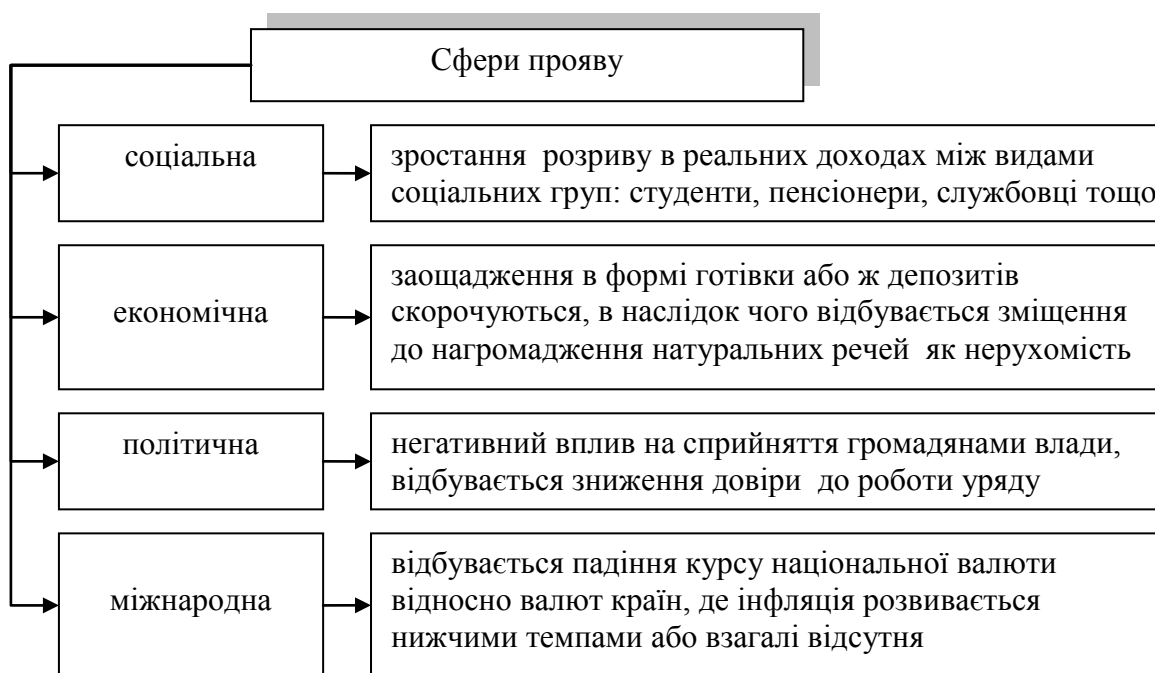 Сфери прояву
соціальна
зростання розриву в реальних доходах між видами
соціальних груп: студенти, пенсіонери, службовці тощо
економічна
заощадження в формі готівки або ж депозитів
скорочуються, в наслідок чого відбувається зміщення
до нагромадження натуральних речей як нерухомість
політична
негативний вплив на сприйняття громадянами влади,
відбувається зниження довіри до роботи уряду
міжнародна
відбувається падіння курсу національної валюти
відносно валют країн, де інфляція розвивається
нижчими темпами або взагалі відсутня